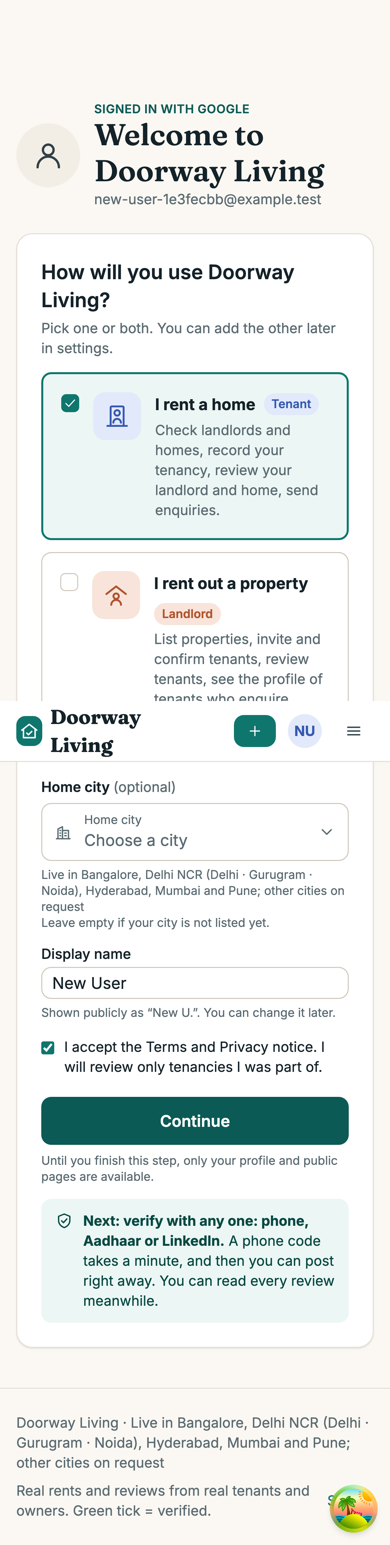 SIGNED IN WITH GOOGLE
Welcome to
Doorway Living
new-user-1e3fecbb@example.test
How will you use Doorway
Living?
Pick one or both. You can add the other later
in settings.
I rent a home Tenant
Check landlords and
homes, record your
tenancy, review your
landlord and home, send
enquiries.
I rent out a property
Landlord
List properties, invite and
confirm tenants, review
tenants, see the profile of
tenants who enquire.
Doorway
Living
NU
Home city (optional)
Home city
Choose a city
Live in Bangalore, Delhi NCR (Delhi · Gurugram ·
Noida), Hyderabad, Mumbai and Pune; other cities on
request
Leave empty if your city is not listed yet.
Display name
New User
Shown publicly as “New U.”. You can change it later.
I accept the Terms and Privacy notice. I
will review only tenancies I was part of.
Continue
Until you finish this step, only your profile and public
pages are available.
Next: verify with any one: phone,
Aadhaar or LinkedIn. A phone code
takes a minute, and then you can post
right away. You can read every review
meanwhile.
Doorway Living · Live in Bangalore, Delhi NCR (Delhi ·
Gurugram · Noida), Hyderabad, Mumbai and Pune;
other cities on request
Real rents and reviews from real tenants and
owners. Green tick = verified.